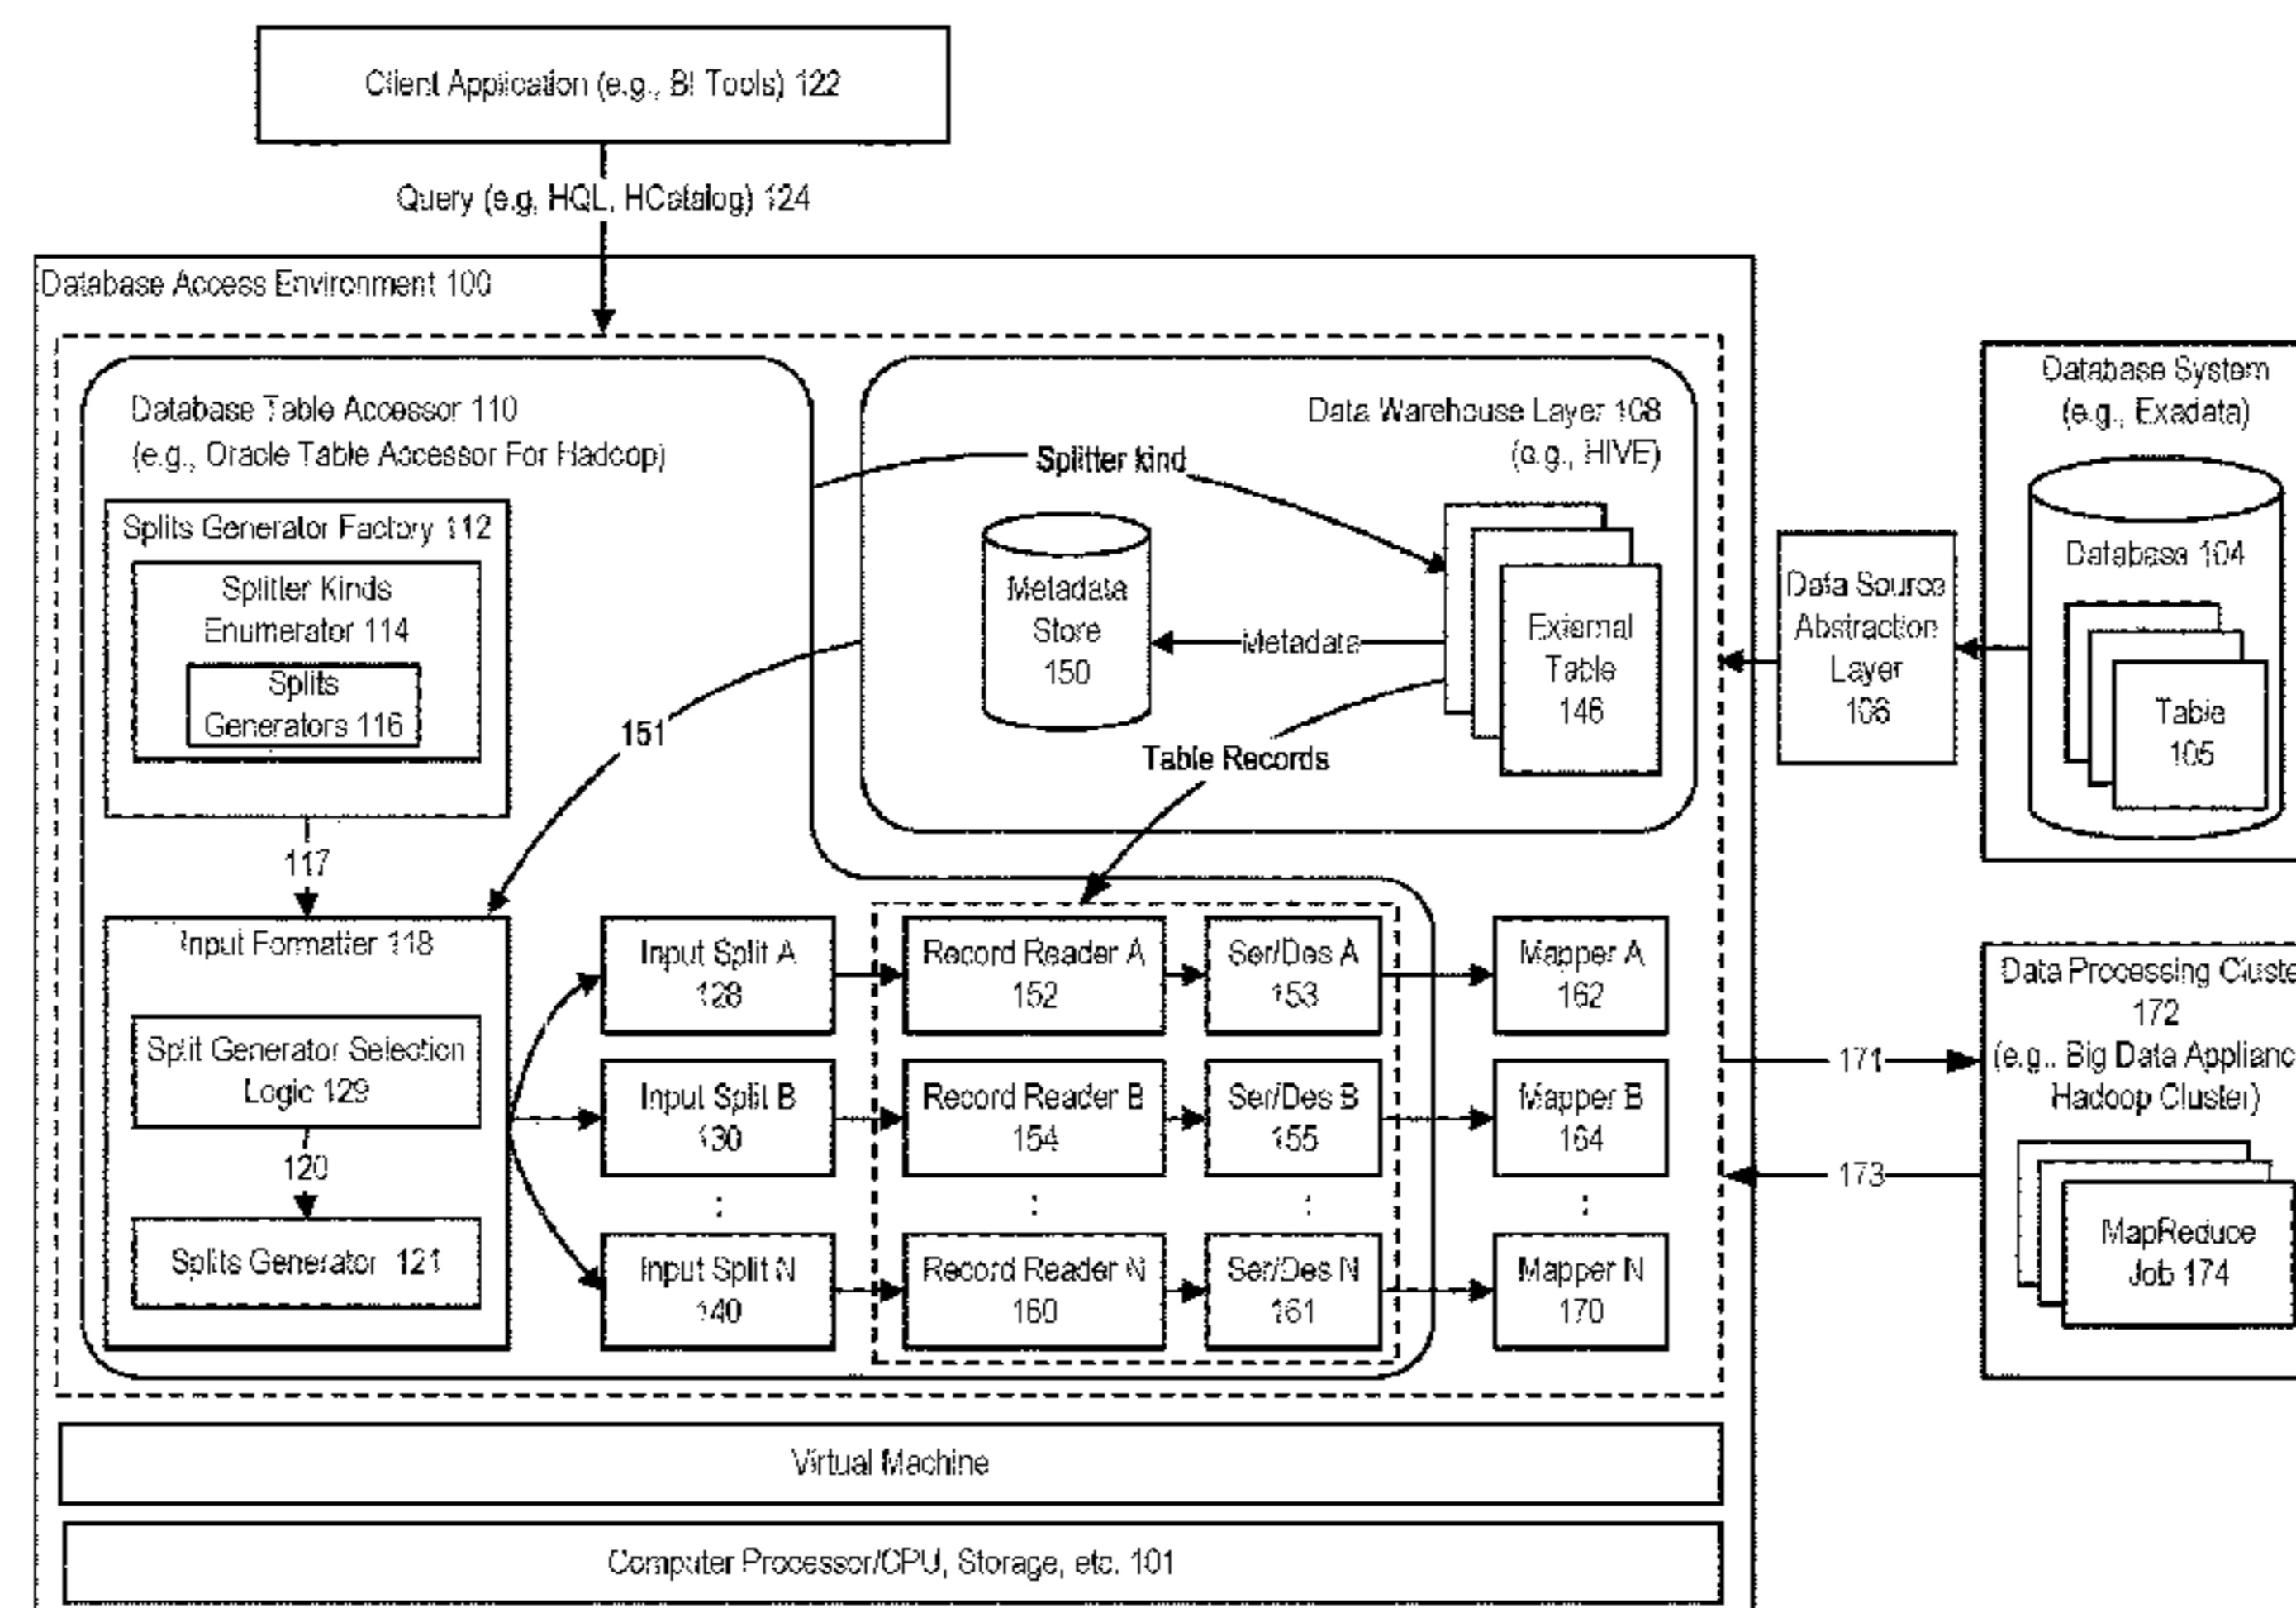 Client Application (e.g., BI Tools) 122
Query (e.g, HQL, HCatalog) 124
Database Access Environment 100
Database Table Accessor 110
(e.g., Oracle Table Accessor For Hadoop)
Splits Generator Factory 112
Splitter Kinds
Enumerator 114
Splits
Generators 116
117
151
Data Warehouse Layer 108
(e.g., HIVE)
Splitter kind
Metadata
Store
150
Metadata
External
Table
146
Table Records
Data Source
Abstraction
Layer
106
Database System
(e.g., Exadata)
Database 104
Table
105
Input Formatter 118
Split Generator Selection
Logic 129
120
Splits Generator 121
Input Split A
128
Record Reader A
152
Ser/Des A
153
Mapper A
162
Input Split B
130
Record Reader B
154
Ser/Des B
155
Mapper B
164
:
:
:
:
Input Split N
140
Record Reader N
160
Ser/Des N
161
Mapper N
170
171
173
Data Processing Cluste
172
(e.g.. Big Data Applianc
Hadoop Cluster)
MapReduce
Job 174
Virtual Machine
Computer Processor/CPU, Storage, etc. 101